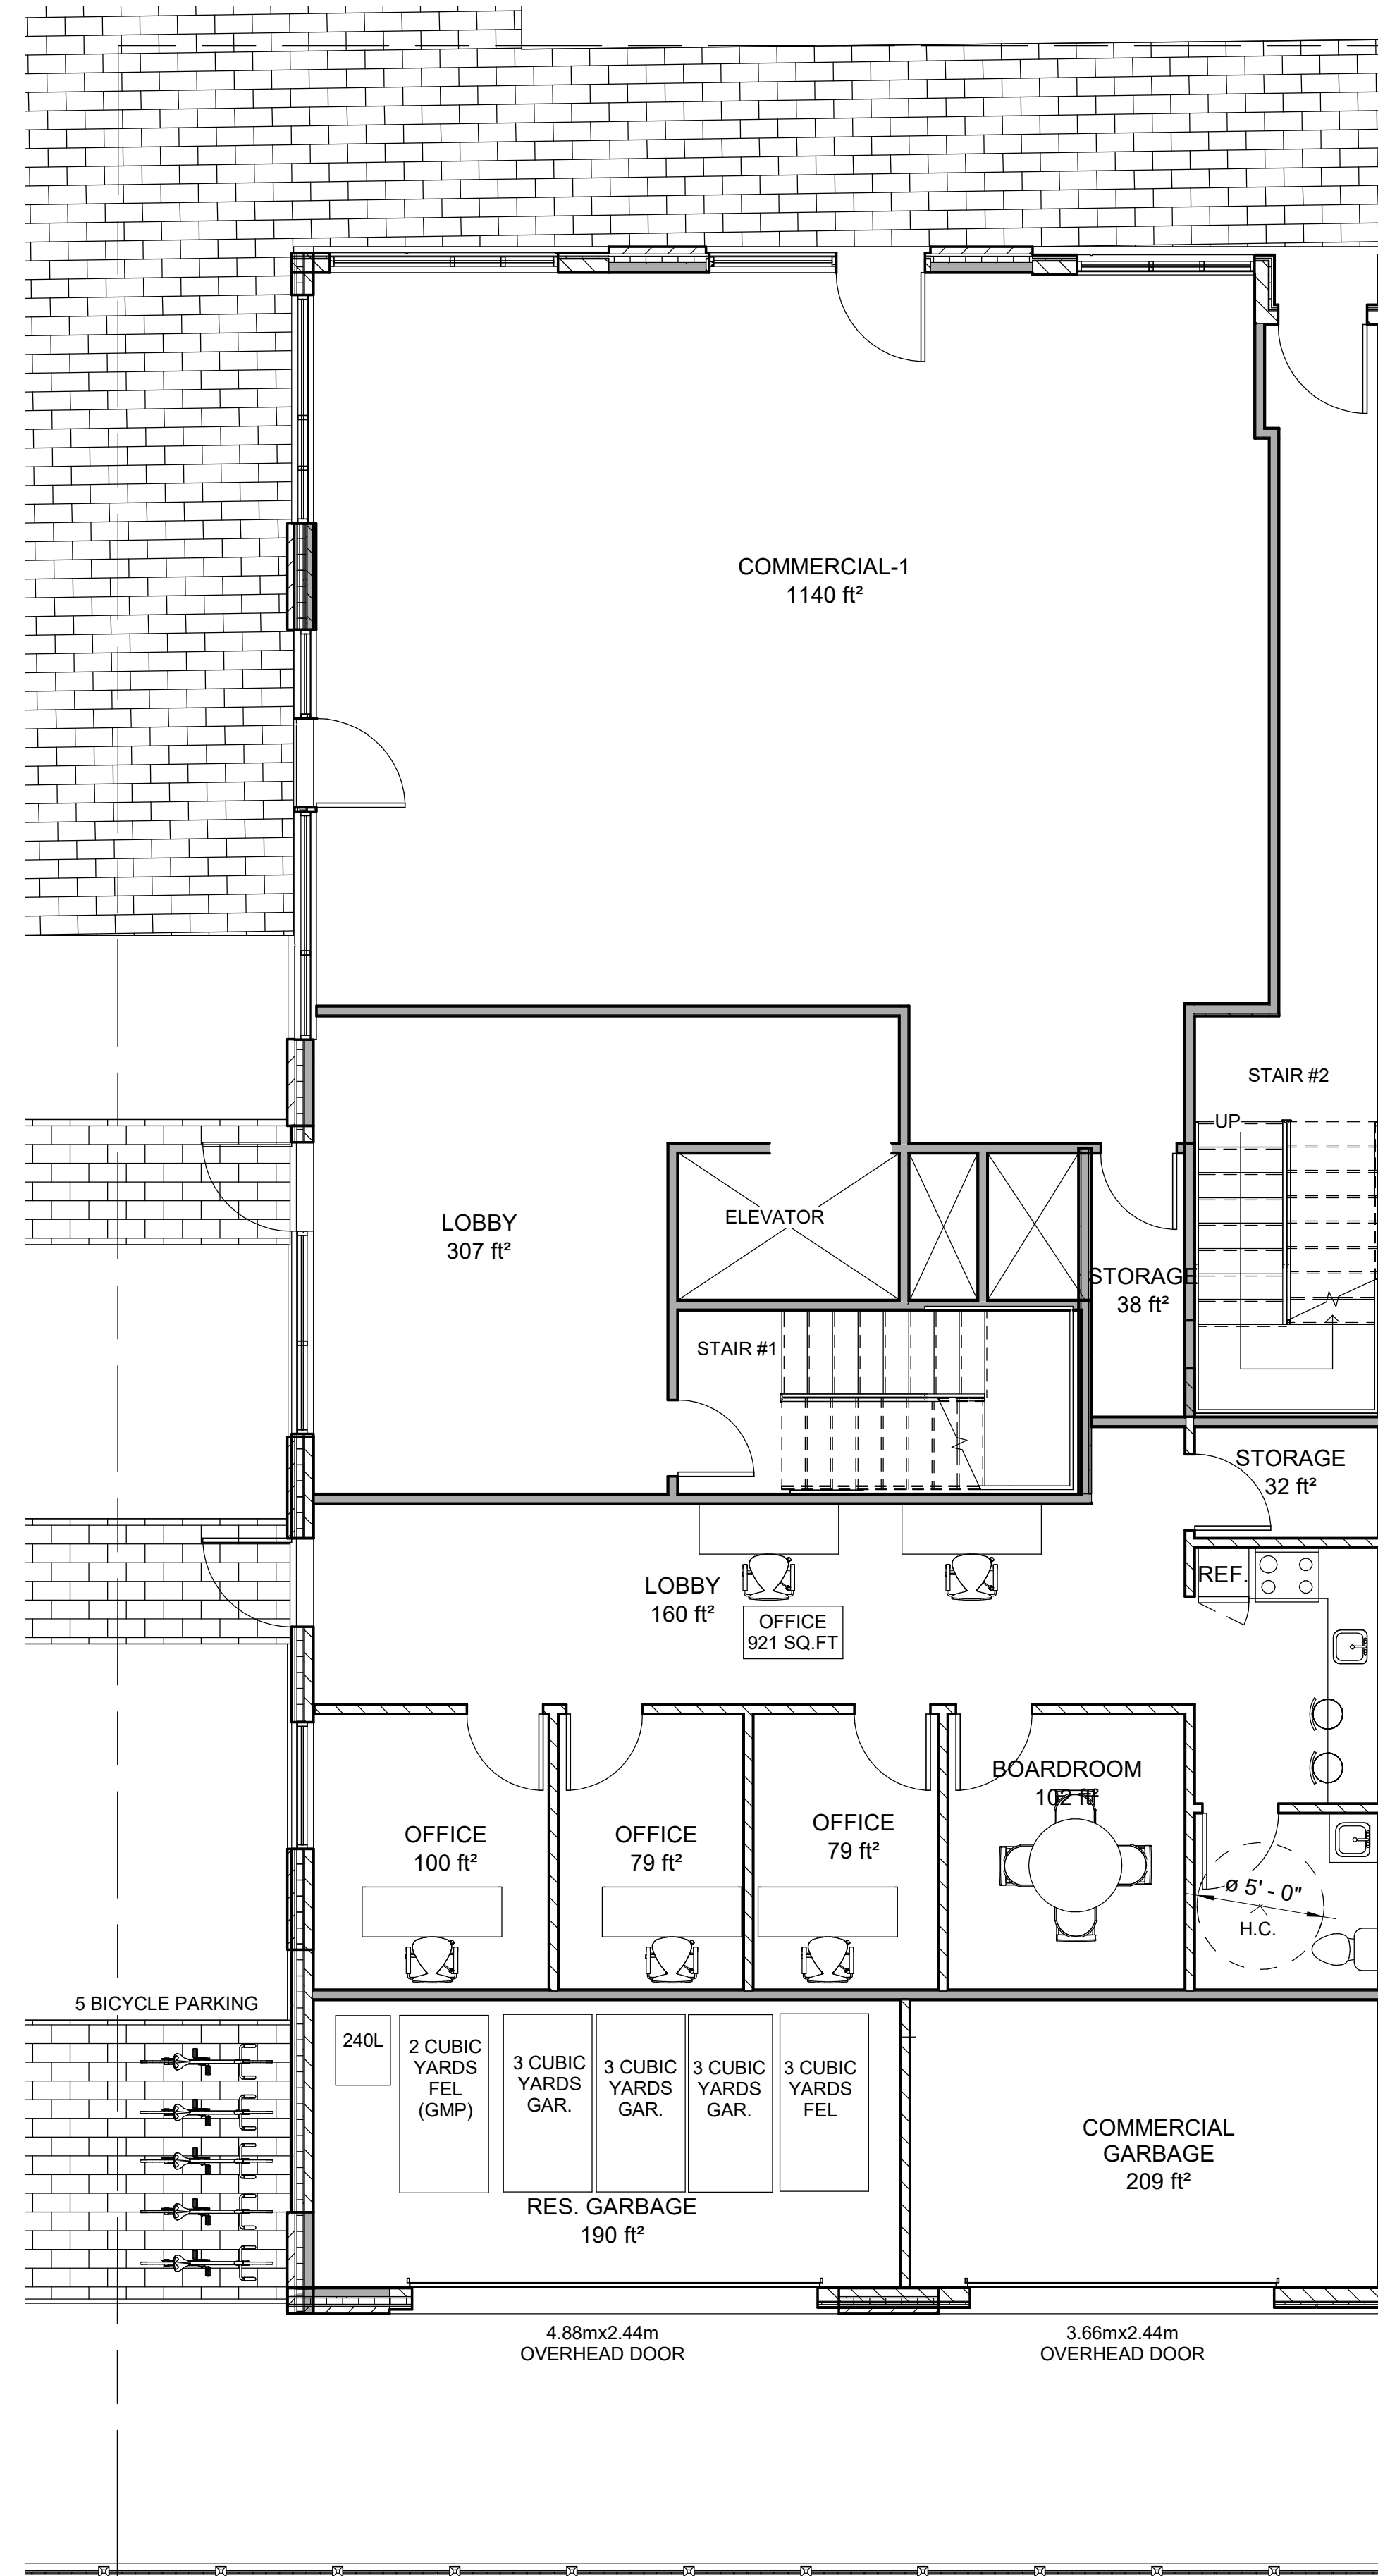 COMMERCIAL-1
1140 ft²
STAIR #2
UP
LOBBY
307 ft²
ELEVATOR
STORAGE
38 ft²
STAIR #1
STORAGE
32 ft²
LOBBY
160 ft²
OFFICE
921 SQ.FT
REF.
BOARDROOM
102 ft²
OFFICE
100 ft²
OFFICE
79 ft²
OFFICE
79 ft²
ø 5' - 0"
H.C.
5 BICYCLE PARKING
240L
2 CUBIC
YARDS
FEL
(GMP)
3 CUBIC
YARDS
GAR.
3 CUBIC
YARDS
GAR.
3 CUBIC
YARDS
GAR.
3 CUBIC
YARDS
FEL
COMMERCIAL
GARBAGE
209 ft²
RES. GARBAGE
190 ft²
4.88mx2.44m
OVERHEAD DOOR
3.66mx2.44m
OVERHEAD DOOR